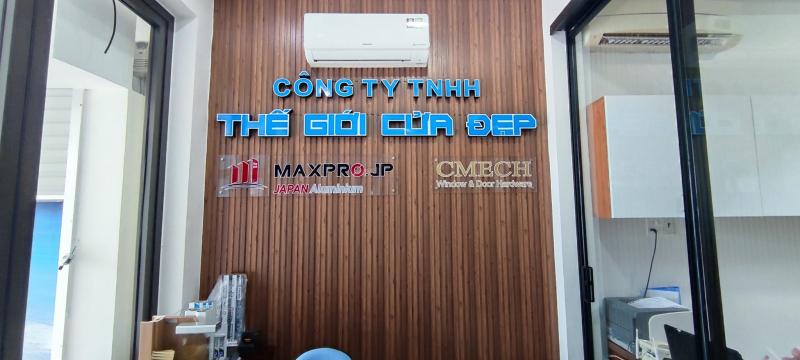 CÔNG TY TNHH
THẾ GIỚI CỬA ĐẸP
MAXPRO.JP
JAPAN Aluminium
CMECH
Window & Door Hardware